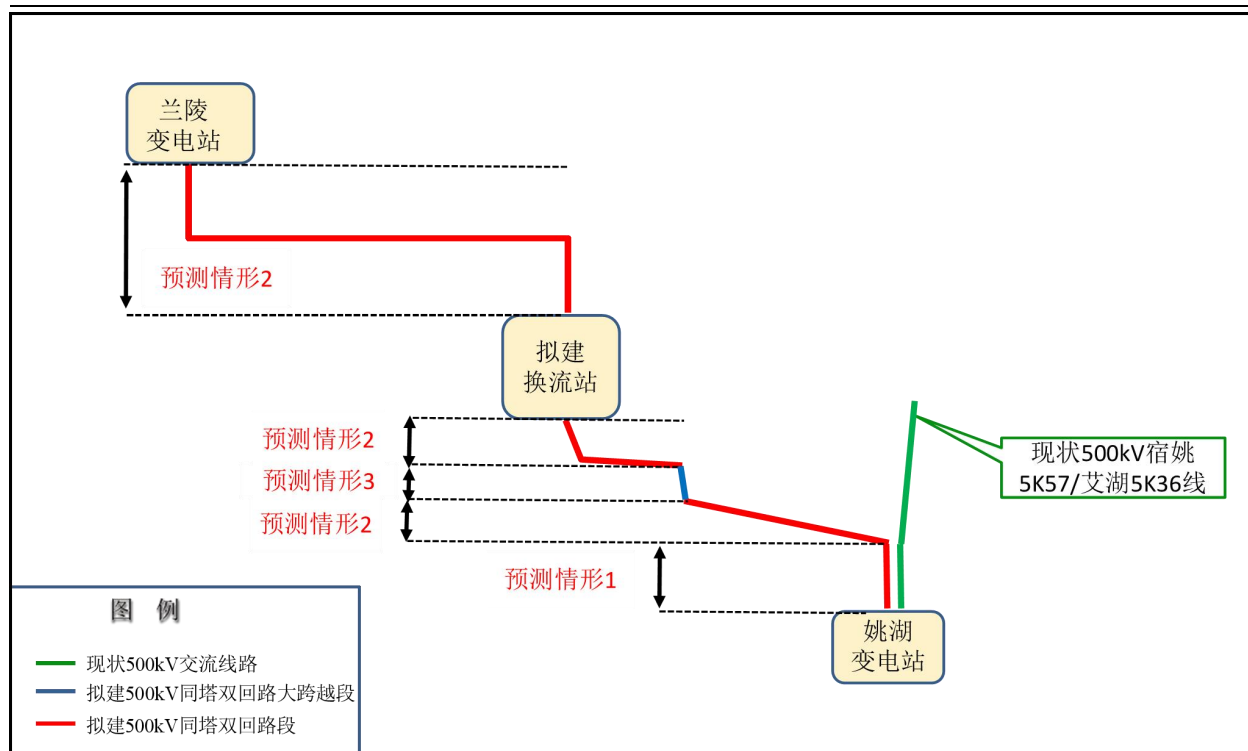 兰陵
变电站
预测情形2
拟建
换流站
预测情形2
预测情形3
预测情形2
现状500kV宿姚
5K57/艾湖5K36线
预测情形1
姚湖
变电站
图 例
现状500kV交流线路
拟建500kV同塔双回路大跨越段
拟建500kV同塔双回路段